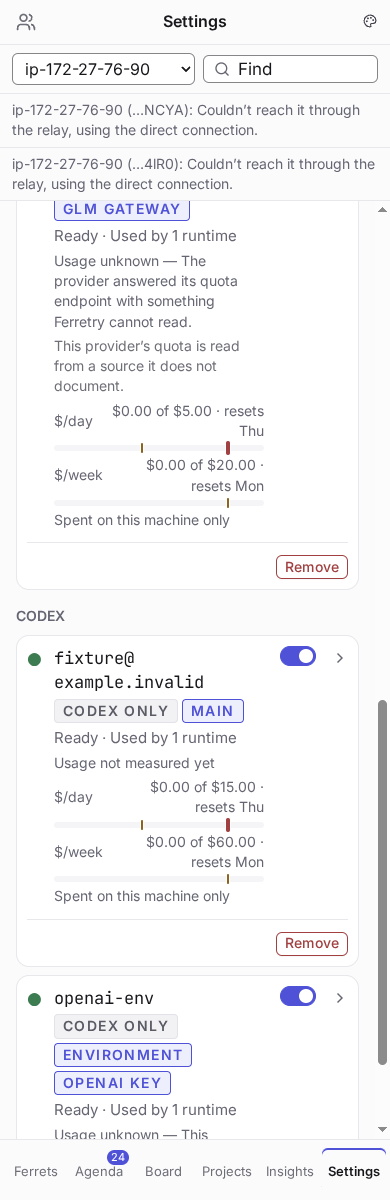 Settings
ip-172-27-76-90
Find
ip-172-27-76-90 (…NCYA): Couldn’t reach it through
the relay, using the direct connection.
ip-172-27-76-90 (…4IR0): Couldn’t reach it through the
relay, using the direct connection.
GLM GATEWAY
Ready · Used by 1 runtime
Usage unknown — The
provider answered its quota
endpoint with something
Ferretry cannot read.
This provider’s quota is read
from a source it does not
document.
$/day
$0.00 of $5.00 · resets
Thu
$/week
$0.00 of $20.00 ·
resets Mon
Spent on this machine only
Remove
CODEX
fixture@
example.invalid
CODEX ONLY
MAIN
Ready · Used by 1 runtime
Usage not measured yet
$/day
$0.00 of $15.00 ·
resets Thu
$/week
$0.00 of $60.00 ·
resets Mon
Spent on this machine only
Remove
openai-env
CODEX ONLY
ENVIRONMENT
OPENAI KEY
Ready · Used by 1 runtime
Usage unknown — This
24
Ferrets
Agenda
Board
Projects
Insights
Settings